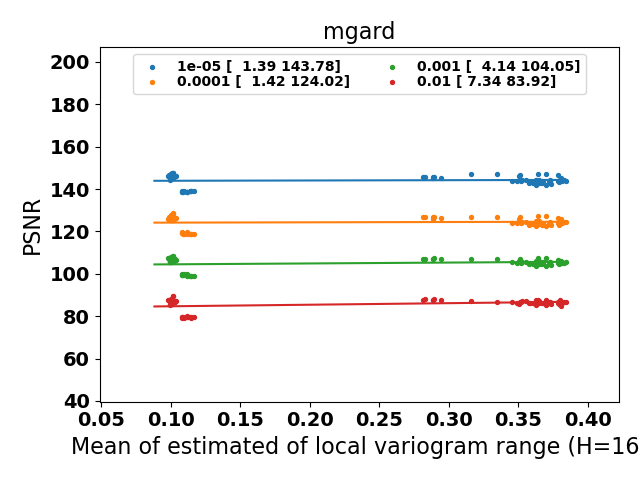 mgard
1e-05 [  1.39 143.78]
0.0001 [  1.42 124.02]
0.001 [  4.14 104.05]
0.01 [ 7.34 83.92]
PSNR
200
180
160
140
120
100
80
60
40
0.05 0.10 0.15 0.20 0.25 0.30 0.35 0.40
Mean of estimated of local variogram range (H=16